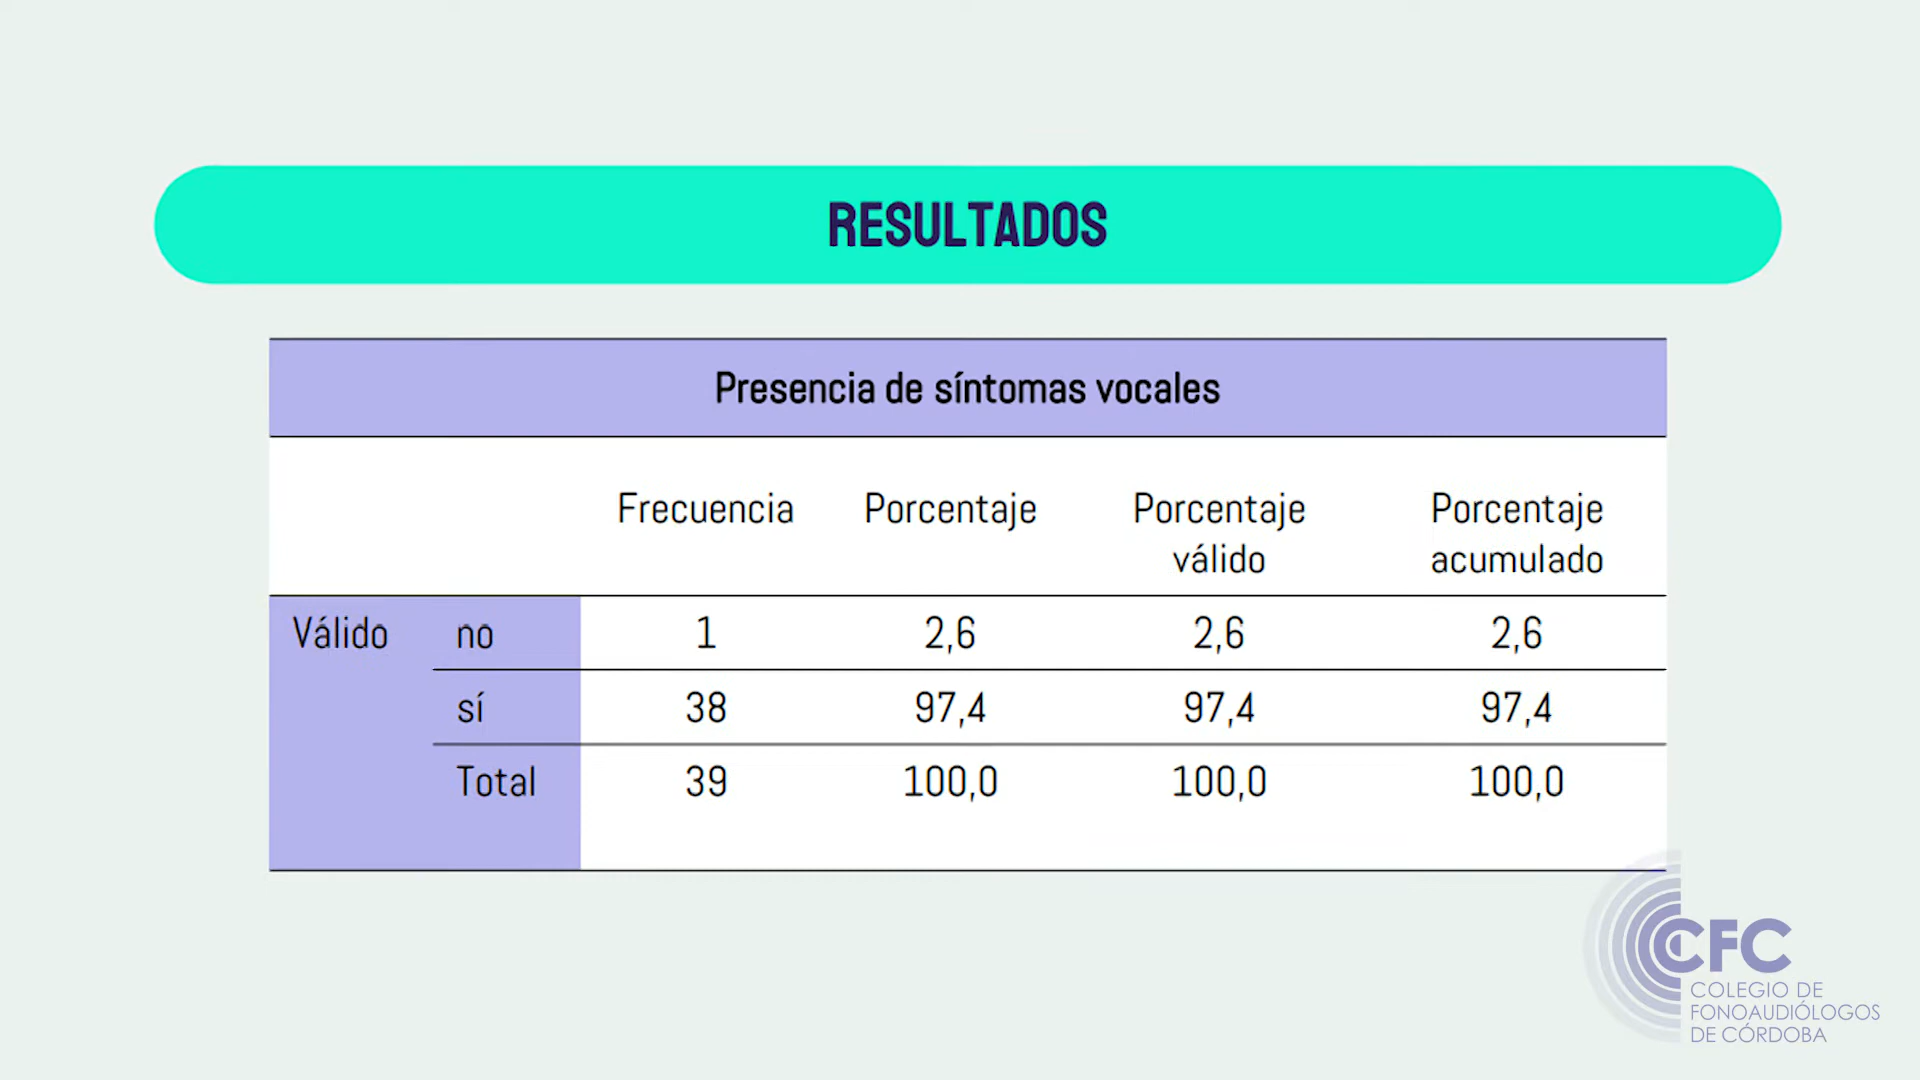 RESULTADOS
Presencia de síntomas vocales
Frecuencia Porcentaje Porcentaje válido Porcentaje acumulado
Válido no 1 2,6 2,6 2,6
sí 38 97,4 97,4 97,4
Total 39 100,0 100,0 100,0
CFC
COLEGIO DE
FONOAUDIÓLOGOS
DE CÓRDOBA